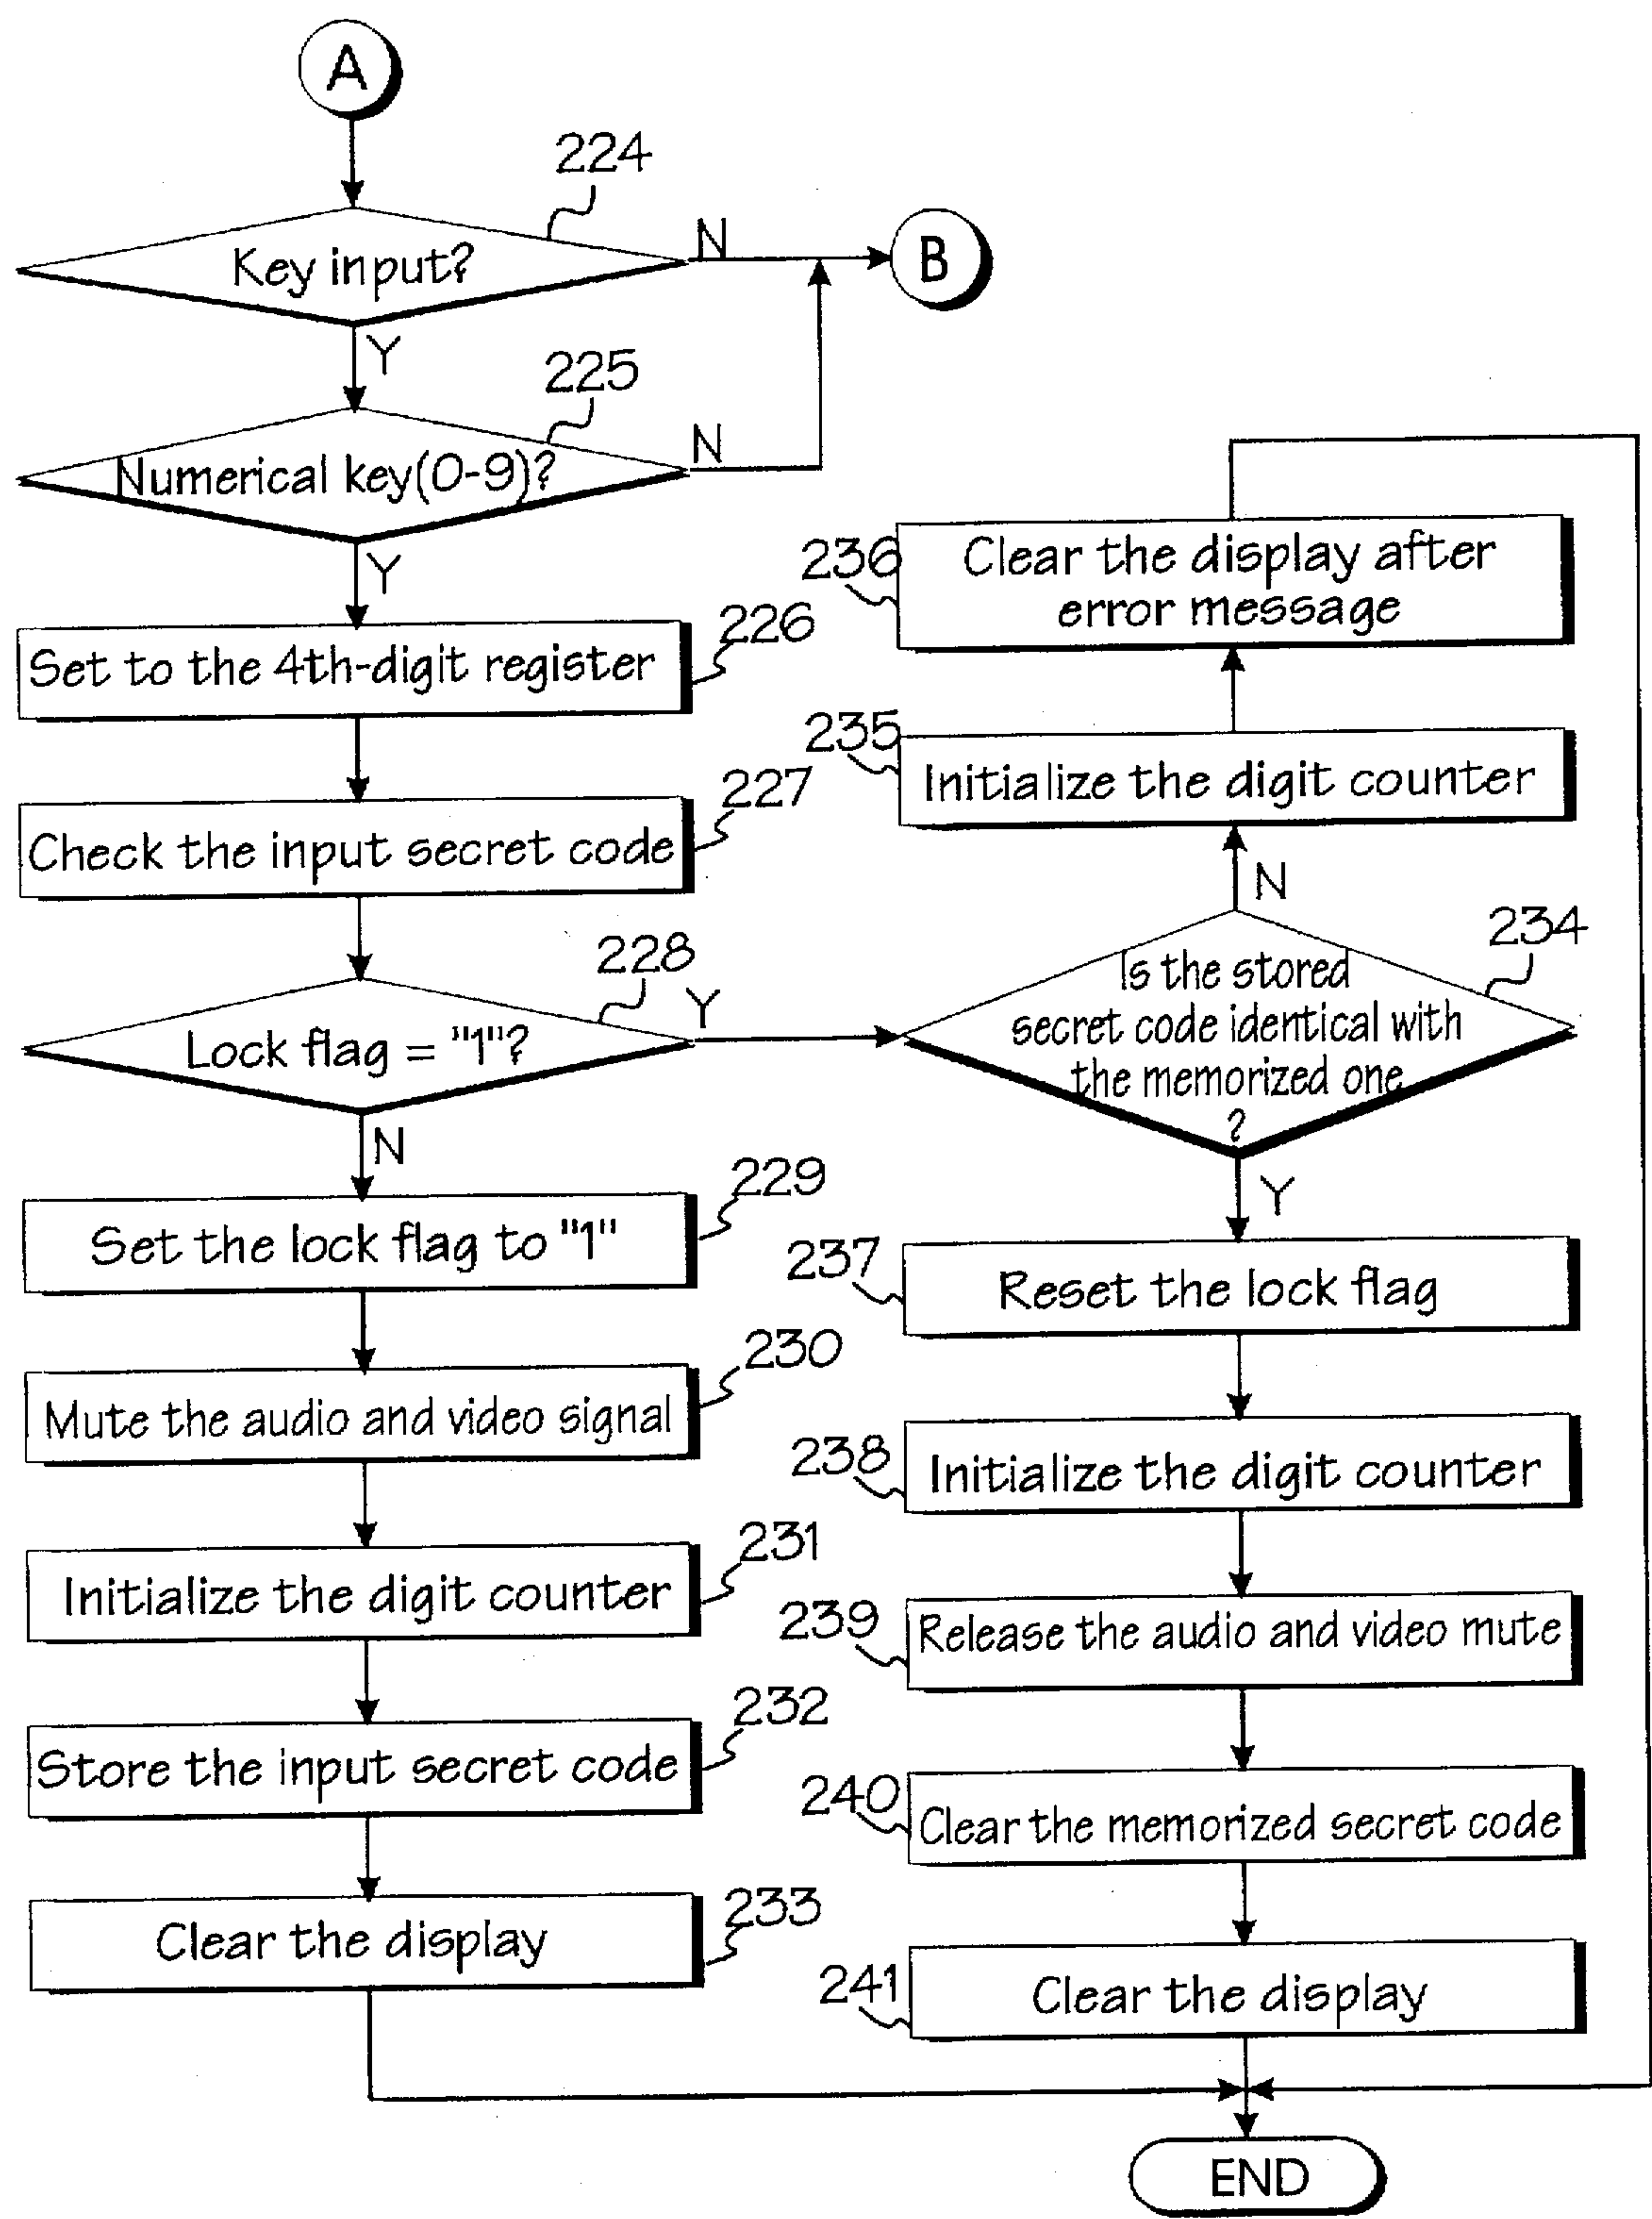 A
224
Key input?
N
B
Y
225
Numerical key(0-9)?
N
Y
226
Set to the 4th-digit register
227
Check the input secret code
228
Lock flag = "1"?
Y
N
229
Set the lock flag to "1"
230
Mute the audio and video signal
231
Initialize the digit counter
232
Store the input secret code
233
Clear the display
236
Clear the display after
error message
235
Initialize the digit counter
N
234
Is the stored
secret code identical with
the memorized one
?
Y
237
Reset the lock flag
238
Initialize the digit counter
239
Release the audio and video mute
240
Clear the memorized secret code
241
Clear the display
END